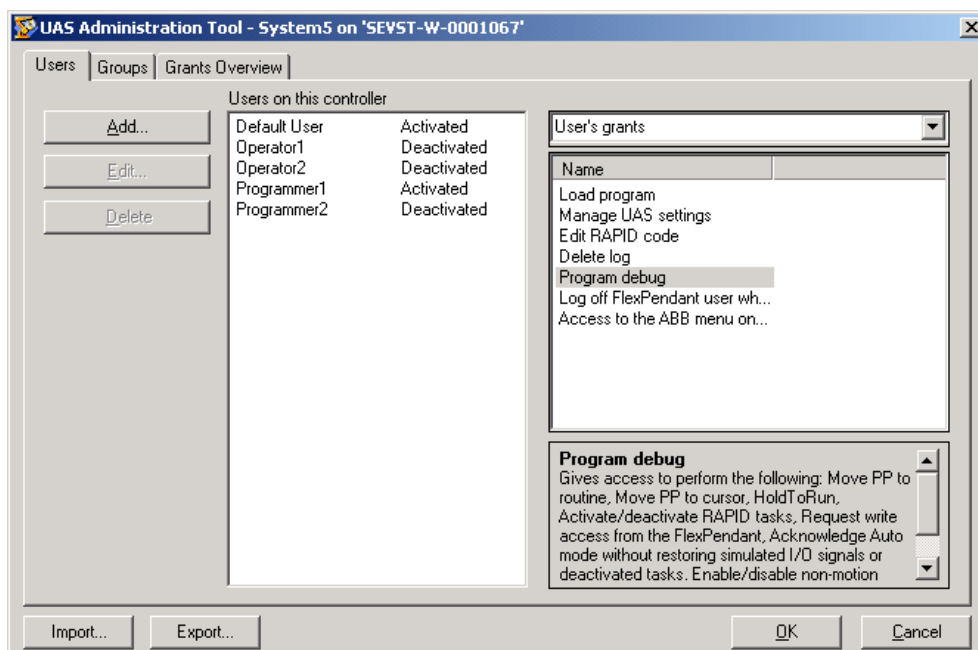 UAS Administration Tool - System5 on 'SEVST-W-0001067'
Users Groups Grants Overview
Users on this controller
Add...
Edit...
Delete
Default User Activated
Operator1 Deactivated
Operator2 Deactivated
Programmer1 Activated
Programmer2 Deactivated
User's grants
Name
Load program
Manage UAS settings
Edit RAPID code
Delete log
Program debug
Log off FlexPendant user wh...
Access to the ABB menu on...
Program debug
Gives access to perform the following: Move PP to
routine, Move PP to cursor, HoldToRun,
Activate/deactivate RAPID tasks, Request write
access from the FlexPendant, Acknowledge Auto
mode without restoring simulated I/O signals or
deactivated tasks. Enable/disable non-motion
Import... Export... OK Cancel